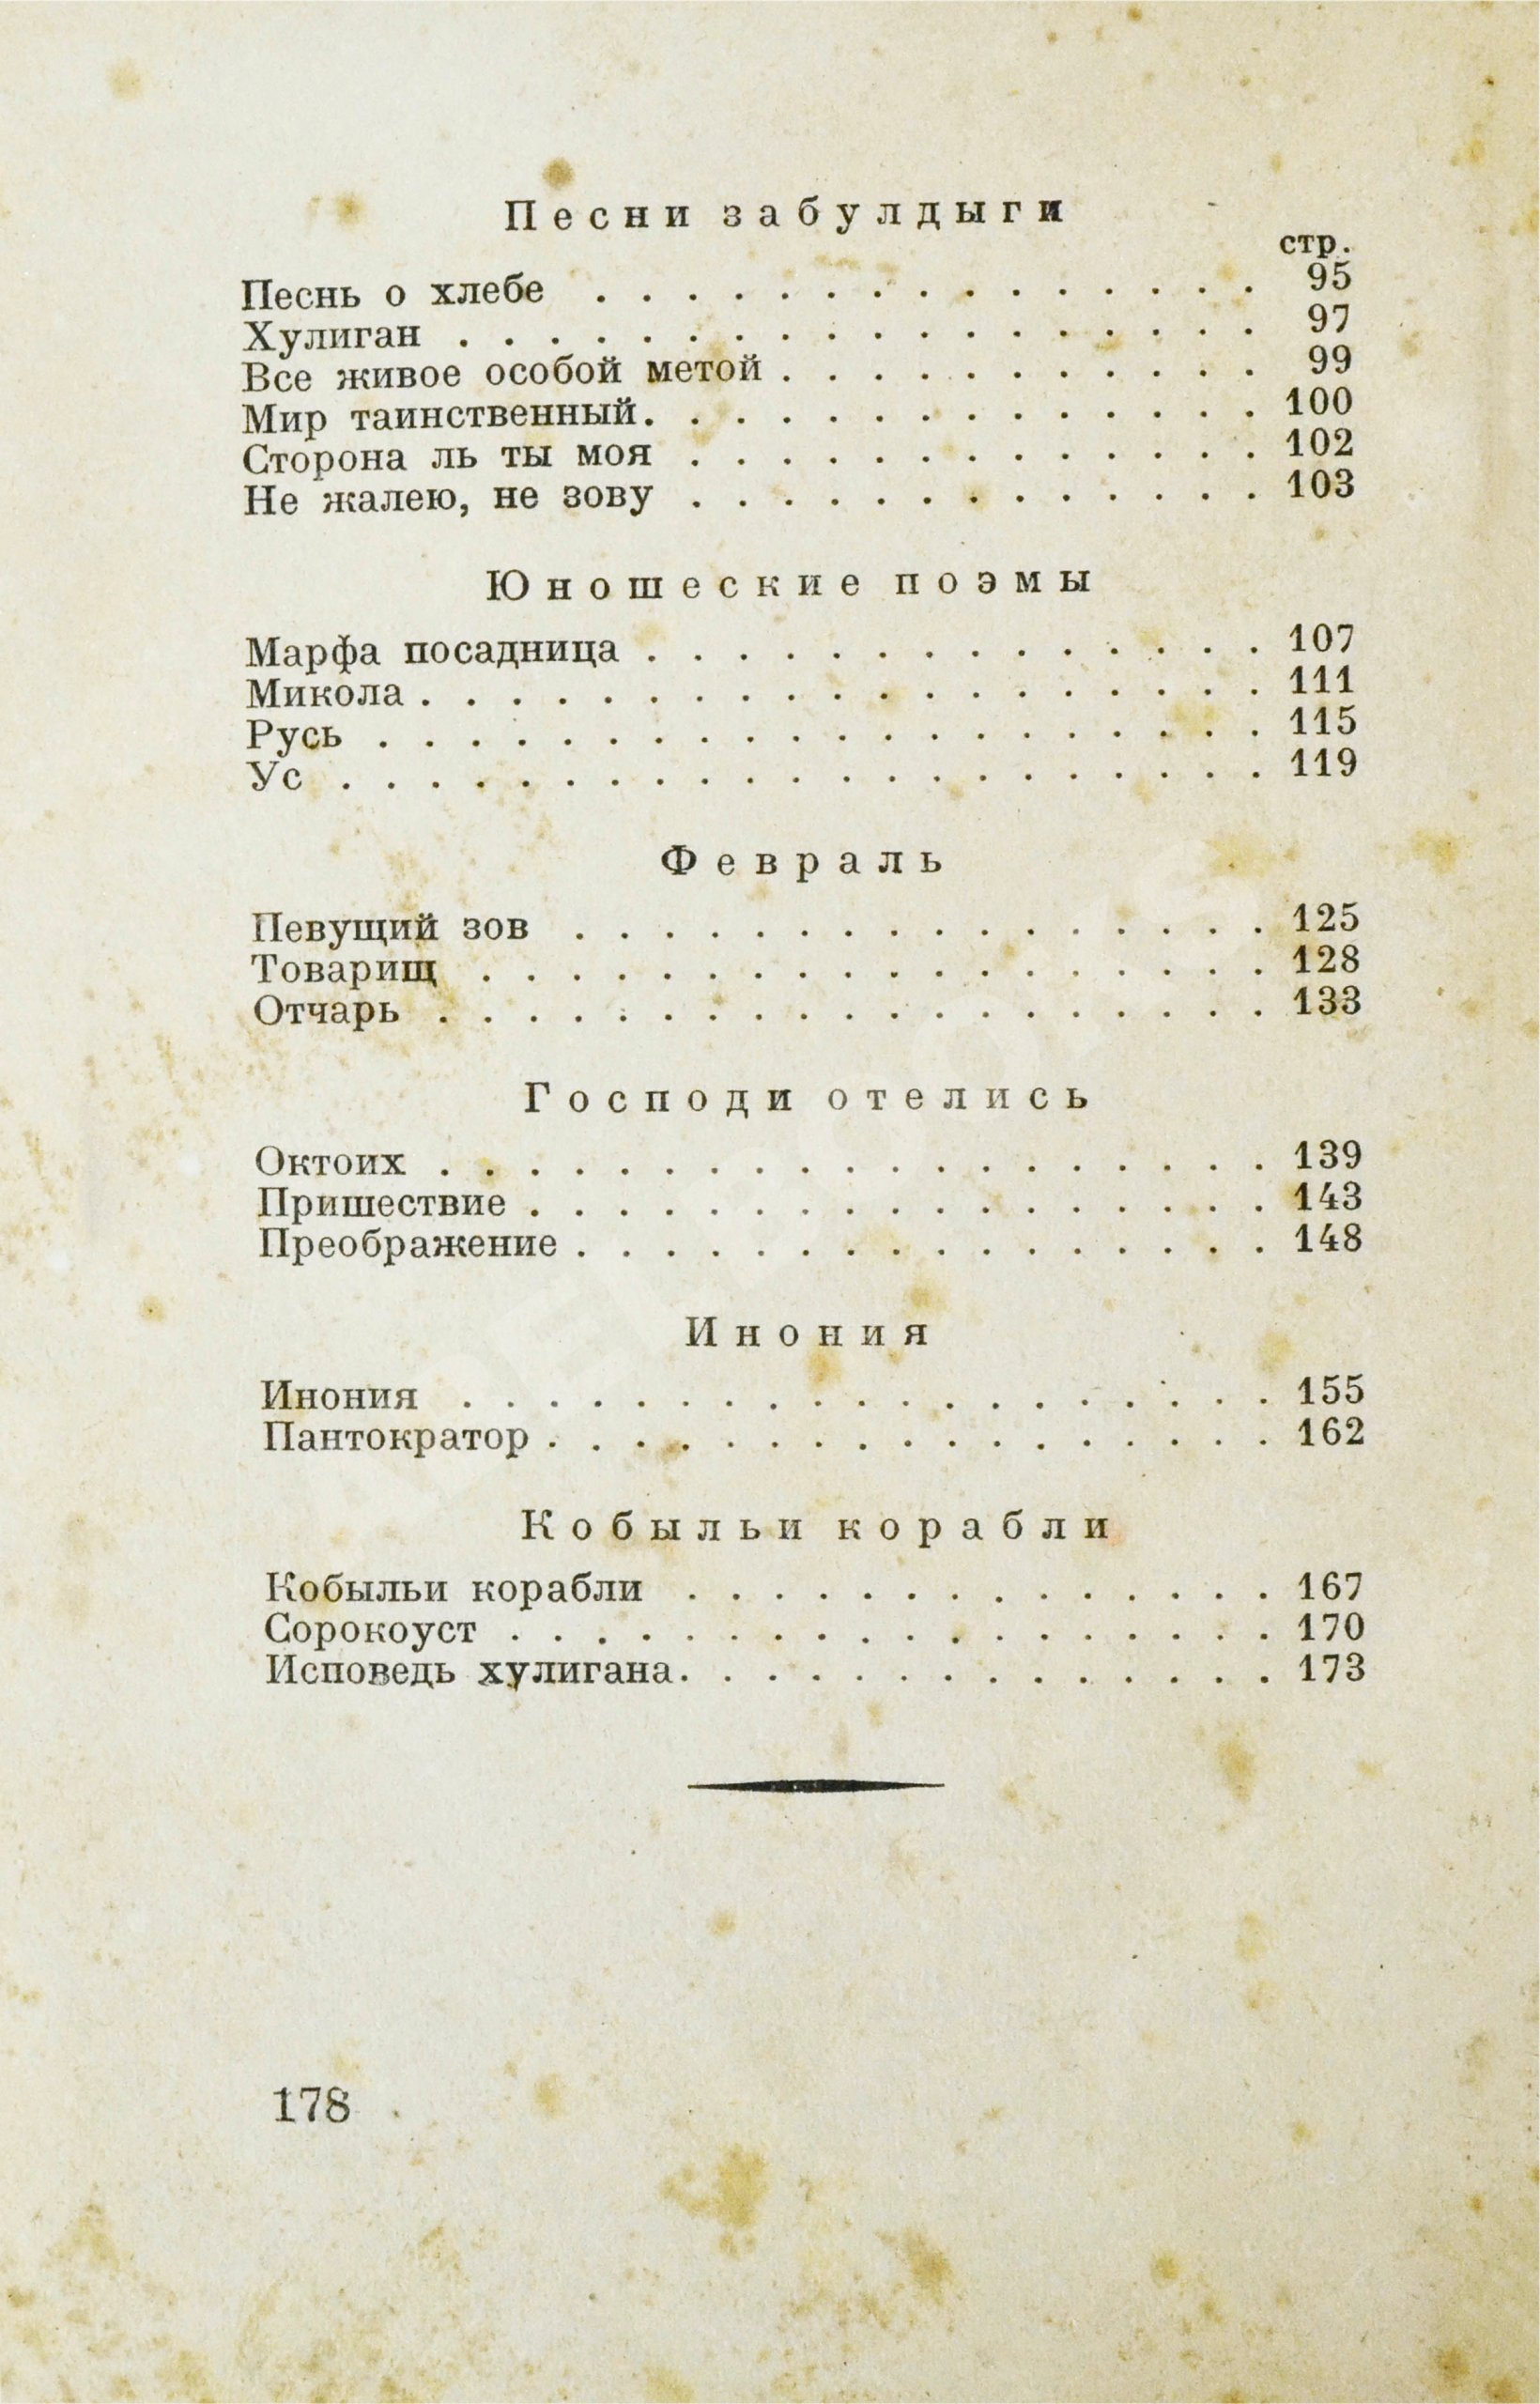 Песни забулдыги
стр.
Песнь о хлебе . . . . . . . . . . . . . . . 95
Хулиган . . . . . . . . . . . . . . . . . . 97
Все живое особой метой . . . . . . . . . . . 99
Мир таинственный. . . . . . . . . . . . . . 100
Сторона ль ты моя . . . . . . . . . . . . . 102
Не жалею, не зову . . . . . . . . . . . . . 103
Юношеские поэмы
Марфа посадница . . . . . . . . . . . . . . 107
Микола . . . . . . . . . . . . . . . . . . . 111
Русь . . . . . . . . . . . . . . . . . . . . 115
Ус . . . . . . . . . . . . . . . . . . . . . 119
Февраль
Певущий зов . . . . . . . . . . . . . . . . 125
Товарищ . . . . . . . . . . . . . . . . . . 128
Отчарь . . . . . . . . . . . . . . . . . . . 133
Господи отелись
Октоих . . . . . . . . . . . . . . . . . . . 139
Пришествие . . . . . . . . . . . . . . . . . 143
Преображение . . . . . . . . . . . . . . . . 148
Инония
Инония . . . . . . . . . . . . . . . . . . . 155
Пантократор . . . . . . . . . . . . . . . . . 162
Кобыльи корабли
Кобыльи корабли . . . . . . . . . . . . . . 167
Сорокоуст . . . . . . . . . . . . . . . . . . 170
Исповедь хулигана. . . . . . . . . . . . . . 173
178